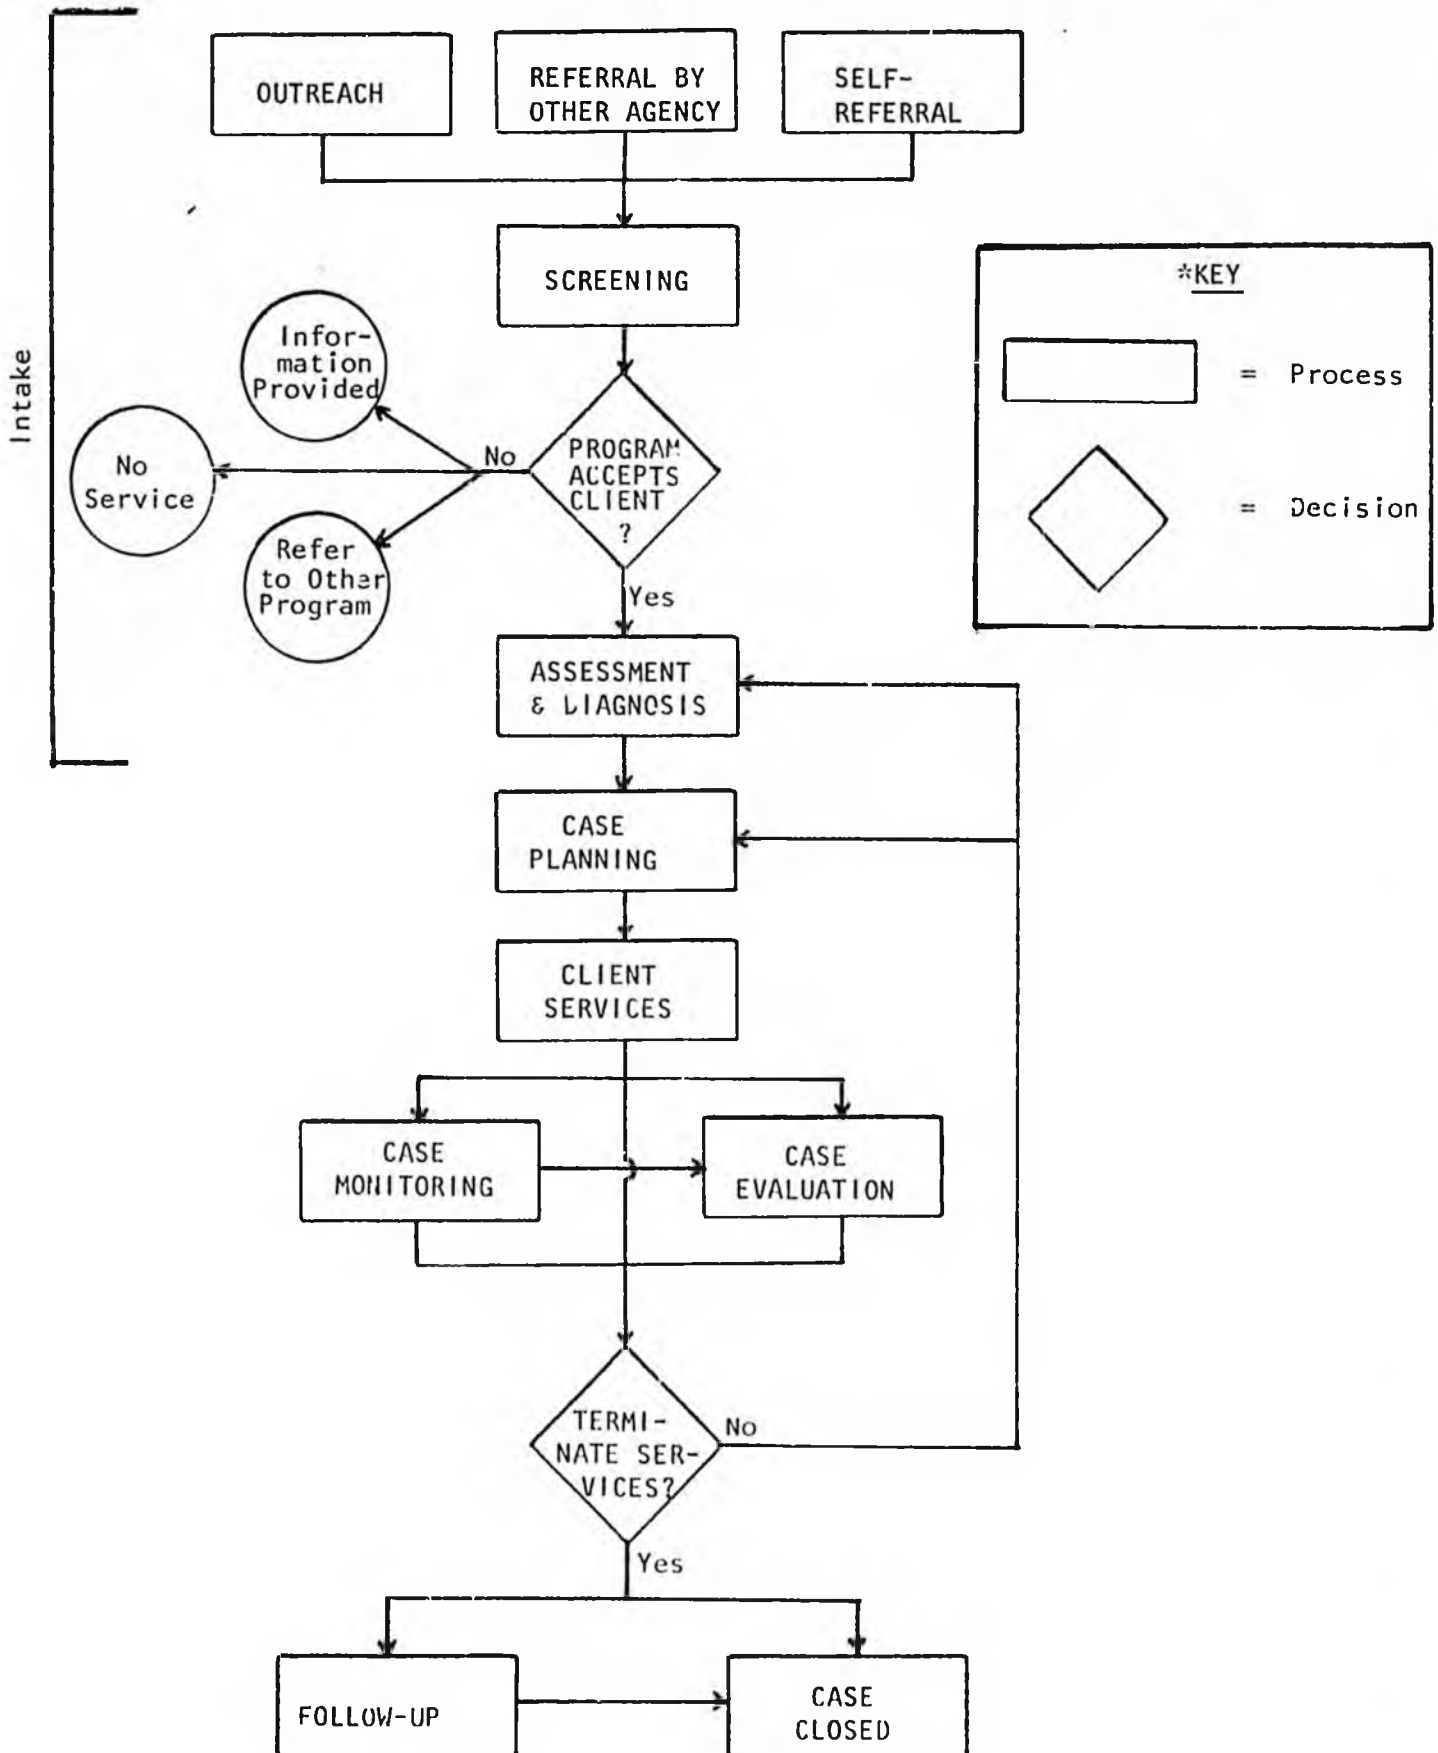 Intake
OUTREACH
REFERRAL BY
OTHER AGENCY
SELF-
REFERRAL
SCREENING
*KEY
= Process
= Decision
Infor-
mation
Provided
No
Service
Refer
to Other
Program
No
PROGRAM
ACCEPTS
CLIENT
?
Yes
ASSESSMENT
& DIAGNOSIS
CASE
PLANNING
CLIENT
SERVICES
CASE
MONITORING
CASE
EVALUATION
TERMI-
NATE SER-
VICES?
No
Yes
FOLLOW-UP
CASE
CLOSED